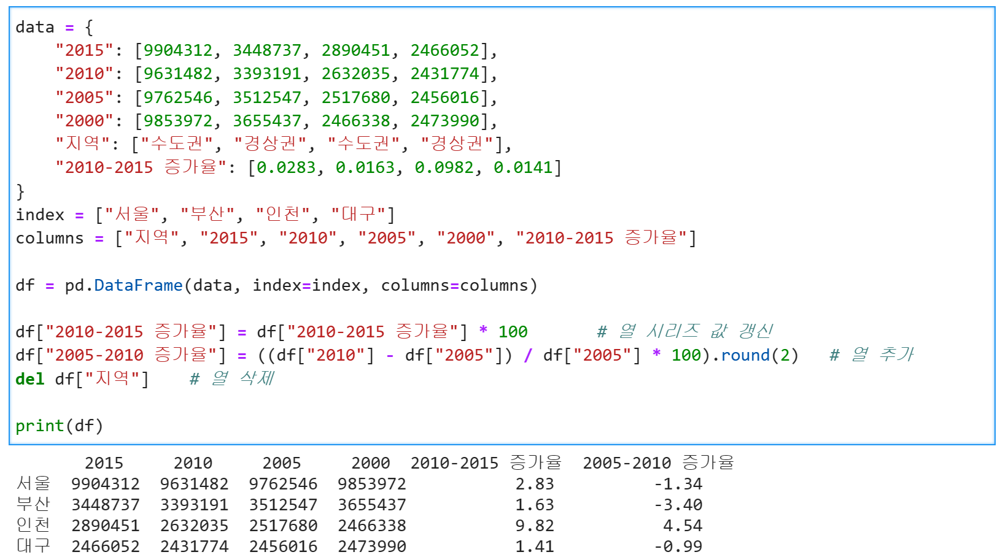 data = {
    "2015": [9904312, 3448737, 2890451, 2466052],
    "2010": [9631482, 3393191, 2632035, 2431774],
    "2005": [9762546, 3512547, 2517680, 2456016],
    "2000": [9853972, 3655437, 2466338, 2473990],
    "지역": ["수도권", "경상권", "수도권", "경상권"],
    "2010-2015 증가율": [0.0283, 0.0163, 0.0982, 0.0141]
}
index = ["서울", "부산", "인천", "대구"]
columns = ["지역", "2015", "2010", "2005", "2000", "2010-2015 증가율"]
df = pd.DataFrame(data, index=index, columns=columns)
df["2010-2015 증가율"] = df["2010-2015 증가율"] * 100       # 열 시리즈 값 갱신
df["2005-2010 증가율"] = ((df["2010"] - df["2005"]) / df["2005"] * 100).round(2)   # 열 추가
del df["지역"]    # 열 삭제
print(df)
2015 2010 2005 2000 2010-2015 증가율 2005-2010 증가율
서울 9904312 9631482 9762546 9853972 2.83 -1.34
부산 3448737 3393191 3512547 3655437 1.63 -3.40
인천 2890451 2632035 2517680 2466338 9.82 4.54
대구 2466052 2431774 2456016 2473990 1.41 -0.99